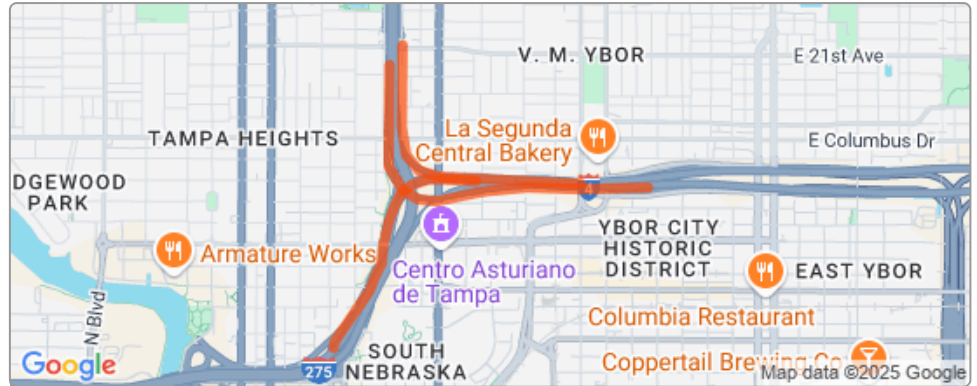 V. M. YBOR
E 21st Ave
TAMPA HEIGHTS
La Segunda
Central Bakery
E Columbus Dr
DGEWOOD
PARK
4
YBOR CITY
HISTORIC
DISTRICT
Armature Works
Centro Asturiano
de Tampa
EAST YBOR
N Blvd
Columbia Restaurant
SOUTH
NEBRASKA
275
Coppertail Brewing Co
Google
Map data ©2025 Google